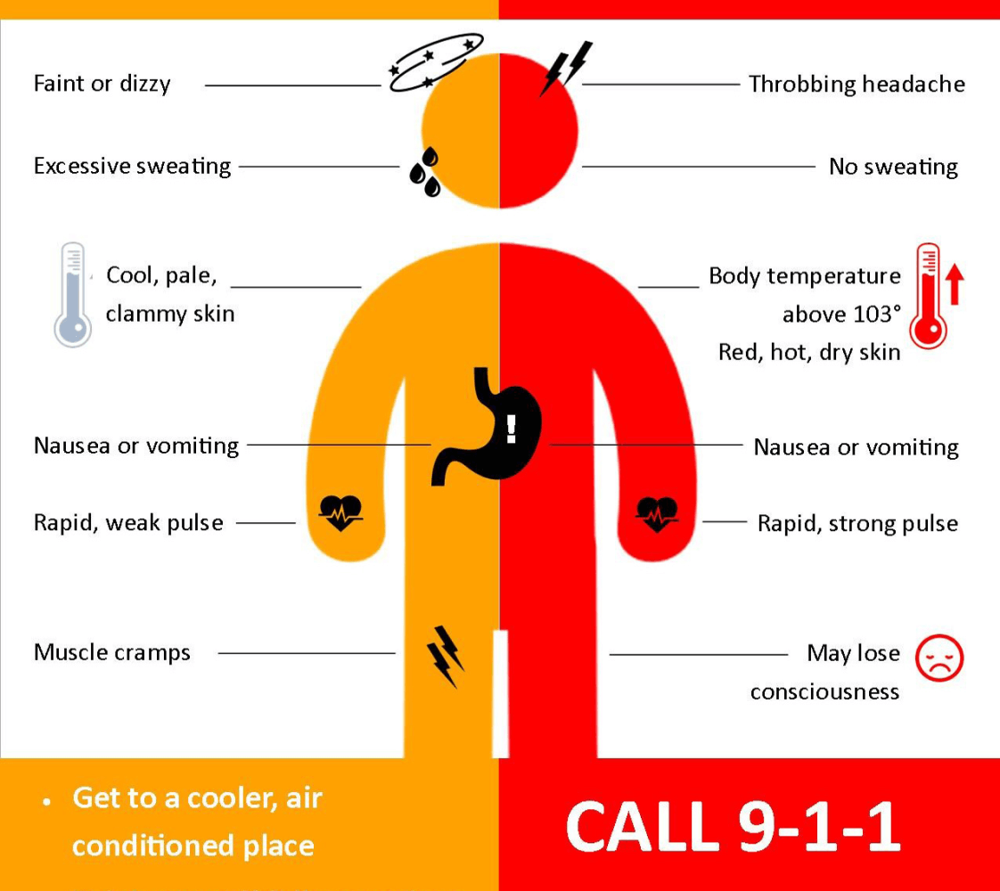 Faint or dizzy
Throbbing headache
Excessive sweating
No sweating
Cool, pale,
clammy skin
Body temperature
above 103°
Red, hot, dry skin
!
Nausea or vomiting
Nausea or vomiting
Rapid, weak pulse
Rapid, strong pulse
Muscle cramps
May lose
consciousness
• Get to a cooler, air
conditioned place
CALL 9-1-1